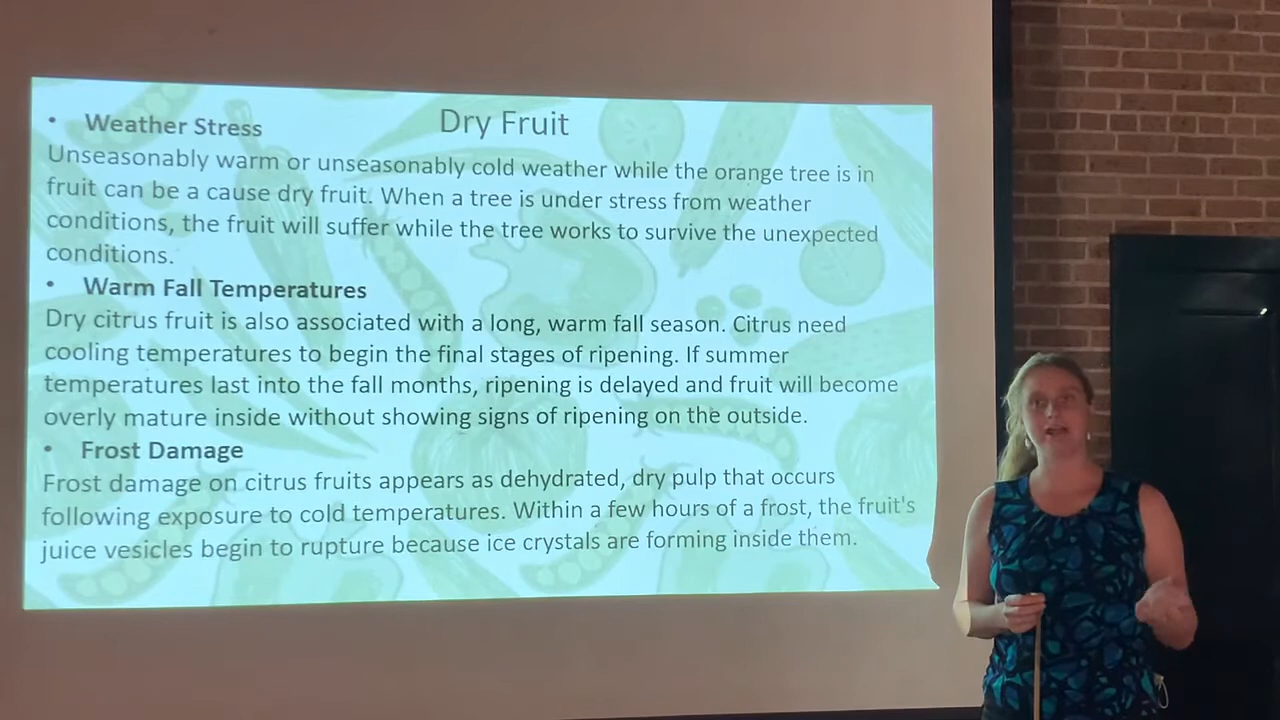 Dry Fruit
• Weather Stress
Unseasonably warm or unseasonably cold weather while the orange tree is in
fruit can be a cause dry fruit. When a tree is under stress from weather
conditions, the fruit will suffer while the tree works to survive the unexpected
conditions.
• Warm Fall Temperatures
Dry citrus fruit is also associated with a long, warm fall season. Citrus need
cooling temperatures to begin the final stages of ripening. If summer
temperatures last into the fall months, ripening is delayed and fruit will become
overly mature inside without showing signs of ripening on the outside.
• Frost Damage
Frost damage on citrus fruits appears as dehydrated, dry pulp that occurs
following exposure to cold temperatures. Within a few hours of a frost, the fruit's
juice vesicles begin to rupture because ice crystals are forming inside them.